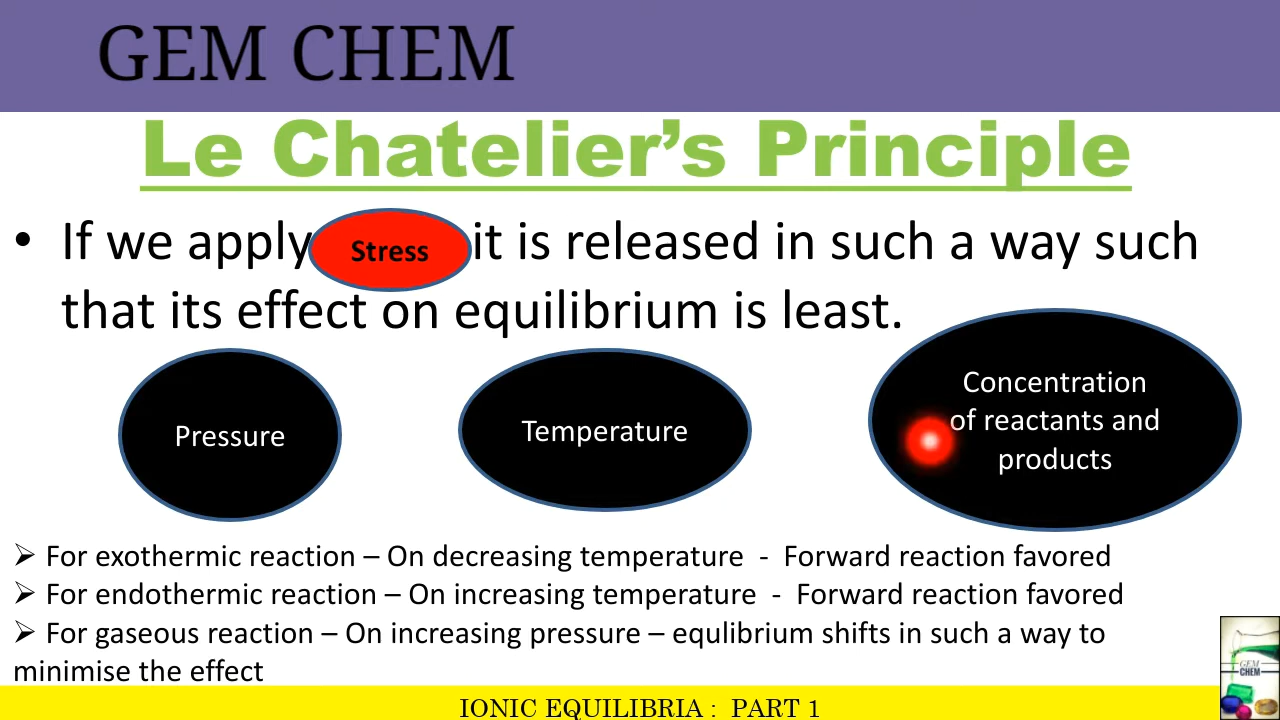 GEM CHEM
Le Chatelier’s Principle
• If we apply Stress it is released in such a way such
that its effect on equilibrium is least.
Pressure
Temperature
Concentration
of reactants and
products
➢ For exothermic reaction – On decreasing temperature - Forward reaction favored
➢ For endothermic reaction – On increasing temperature - Forward reaction favored
➢ For gaseous reaction – On increasing pressure – equlibrium shifts in such a way to
minimise the effect
GEM
CHEM
IONIC EQUILIBRIA : PART 1